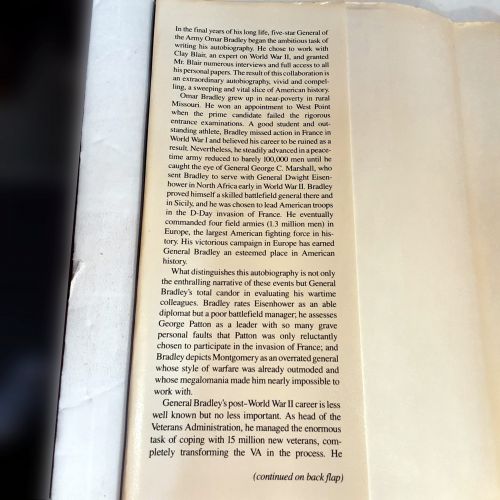 In the final years of his long life, five-star General of
the Army Omar Bradley began the ambitious task of
writing his autobiography. He chose to work with
Clay Blair, an expert on World War II, and granted
Mr. Blair numerous interviews and full access to all
his personal papers. The result of this collaboration is
an extraordinary autobiography, vivid and compel-
ling, a sweeping and vital slice of American history.
Omar Bradley grew up in near-poverty in rural
Missouri. He won an appointment to West Point
when the prime candidate failed the rigorous
entrance examinations. A good student and out-
standing athlete, Bradley missed action in France in
World War I and believed his career to be ruined as a
result. Nevertheless, he steadily advanced in a peace-
time army reduced to barely 100,000 men until he
caught the eye of General George C. Marshall, who
sent Bradley to serve with General Dwight Eisen-
hower in North Africa early in World War II. Bradley
proved himself a skilled battlefield general there and
in Sicily, and he was chosen to lead American troops
in the D-Day invasion of France. He eventually
commanded four field armies (1.3 million men) in
Europe, the largest American fighting force in his-
tory. His victorious campaign in Europe has earned
General Bradley an esteemed place in American
history.
What distinguishes this autobiography is not only
the enthralling narrative of these events but General
Bradley's total candor in evaluating his wartime
colleagues. Bradley rates Eisenhower as an able
diplomat but a poor battlefield manager; he assesses
George Patton as a leader with so many grave
personal faults that Patton was only reluctantly
chosen to participate in the invasion of France; and
Bradley depicts Montgomery as an overrated general
whose style of warfare was already outmoded and
whose megalomania made him nearly impossible to
work with.
General Bradley's post–World War II career is less
well known but no less important. As head of the
Veterans Administration, he managed the enormous
task of coping with 15 million new veterans, com-
pletely transforming the VA in the process. He
(continued on back flap)